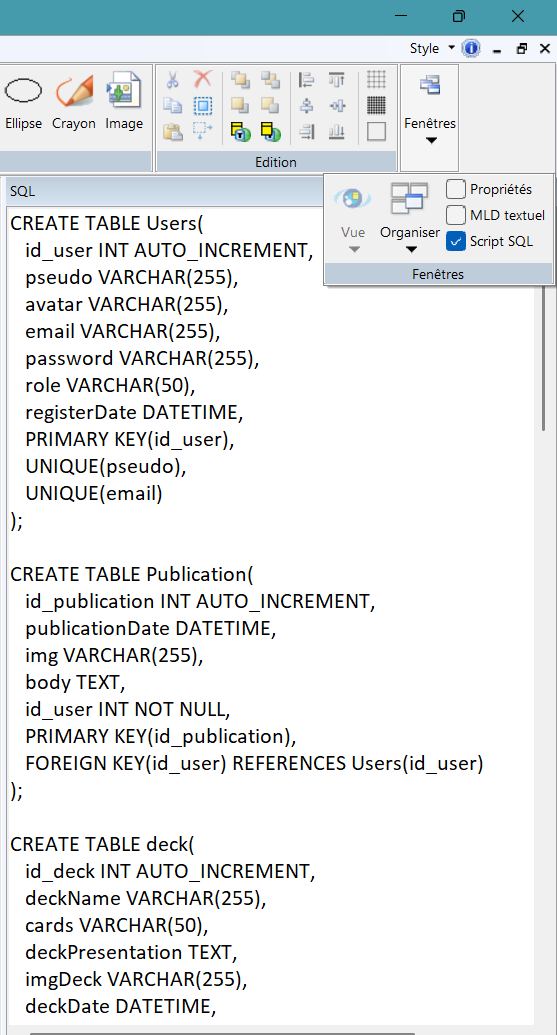 Style
Ellipse Crayon Image
Fenêtres
Edition
SQL
Propriétés
MLD textuel
Vue Organiser
Script SQL
Fenêtres
CREATE TABLE Users(
id_user INT AUTO_INCREMENT,
pseudo VARCHAR(255),
avatar VARCHAR(255),
email VARCHAR(255),
password VARCHAR(255),
role VARCHAR(50),
registerDate DATETIME,
PRIMARY KEY(id_user),
UNIQUE(pseudo),
UNIQUE(email)
);
CREATE TABLE Publication(
id_publication INT AUTO_INCREMENT,
publicationDate DATETIME,
img VARCHAR(255),
body TEXT,
id_user INT NOT NULL,
PRIMARY KEY(id_publication),
FOREIGN KEY(id_user) REFERENCES Users(id_user)
);
CREATE TABLE deck(
id_deck INT AUTO_INCREMENT,
deckName VARCHAR(255),
cards VARCHAR(50),
deckPresentation TEXT,
imgDeck VARCHAR(255),
deckDate DATETIME,